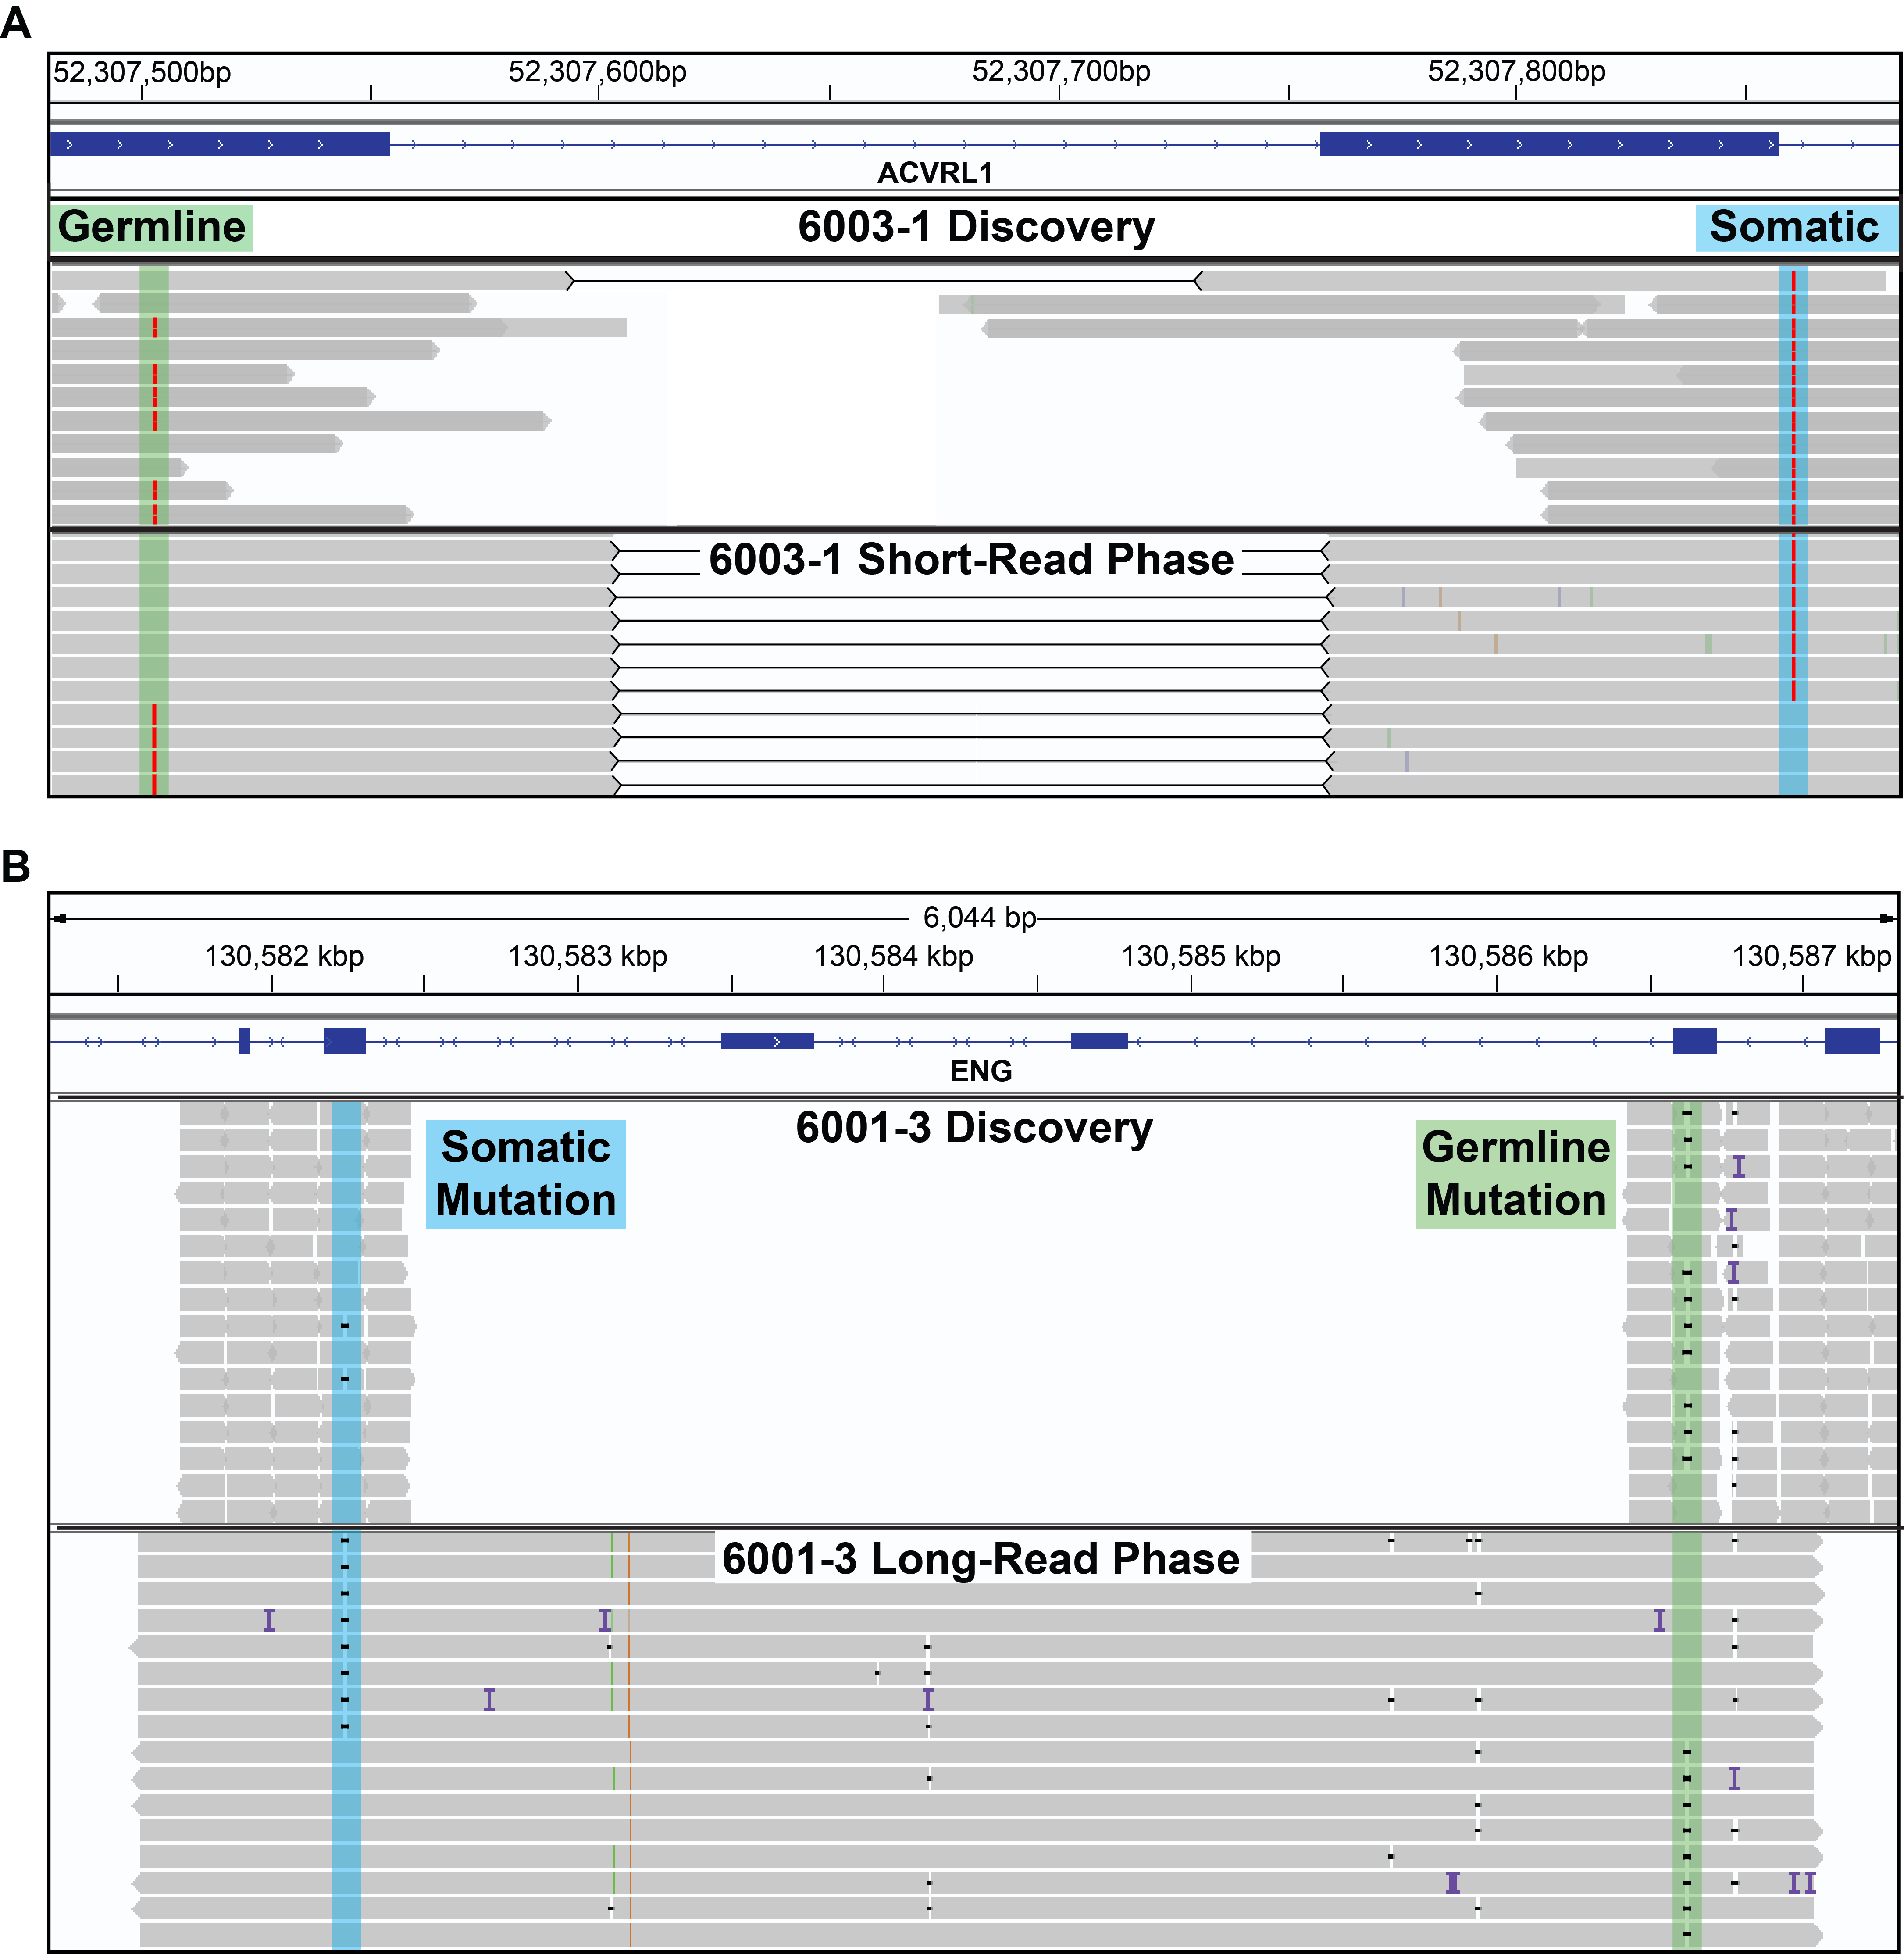 A
52,307,500bp 52,307,600bp 52,307,700bp 52,307,800bp
ACVRL1
Germline 6003-1 Discovery Somatic
6003-1 Short-Read Phase
B
6,044 bp
130,582 kbp 130,583 kbp 130,584 kbp 130,585 kbp 130,586 kbp 130,587 kbp
ENG
6001-3 Discovery
Somatic
Mutation
Germline
Mutation
6001-3 Long-Read Phase